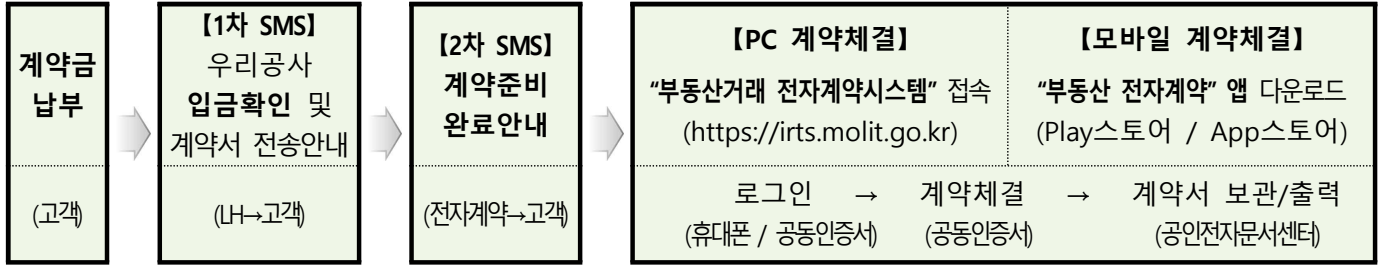 계약금
납부
(고객)
【1차 SMS】
우리공사
입금확인 및
계약서 전송안내
(LH→고객)
【2차 SMS】
계약준비
완료안내
(전자계약→고객)
【PC 계약체결】
“부동산거래 전자계약시스템” 접속
(https://irts.molit.go.kr)
【모바일 계약체결】
“부동산 전자계약” 앱 다운로드
(Play스토어 / App스토어)
로그인 → 계약체결 → 계약서 보관/출력
(휴대폰 / 공동인증서) (공동인증서) (공인전자문서센터)